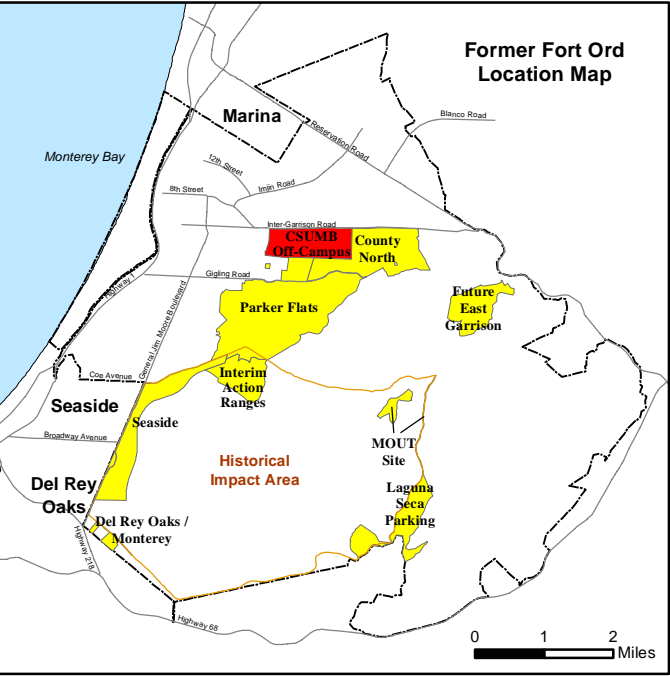 Former Fort Ord
Location Map
Marina
Blanco Road
Reservation Road
Monterey Bay
12th Street
Imjin Road
8th Street
Inter-Garrison Road
CSUMB
Off-Campus
County
North
Gigling Road
Highway 1
Future
East
Garrison
Parker Flats
General Jim Moore Boulevard
Coe Avenue
Interim
Action
Ranges
Seaside
Seaside
Broadway Avenue
MOUT
Site
Historical
Impact Area
Del Rey
Oaks
Laguna
Seca
Parking
Del Rey Oaks /
Monterey
Highway 218
Highway 68
0 1 2
Miles